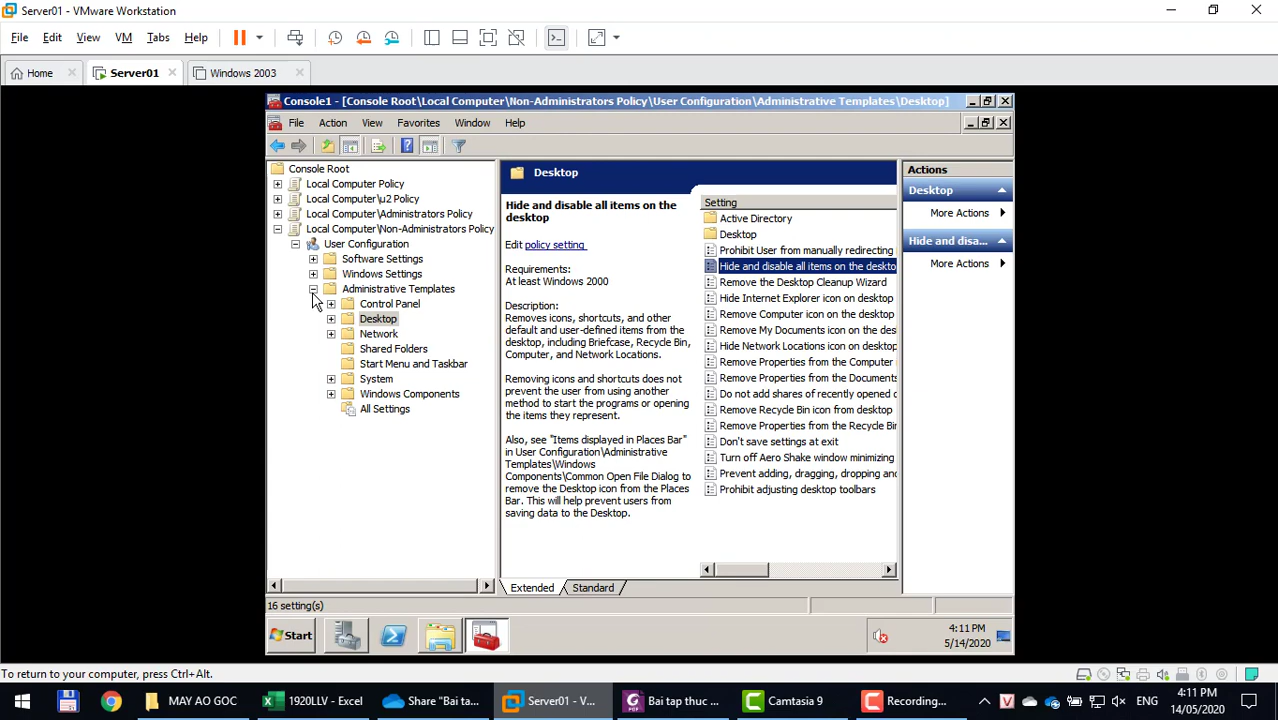 Server01 - VMware Workstation
File Edit View VM Tabs Help
Home Server01 Windows 2003
Console1 - [Console Root\Local Computer\Non-Administrators Policy\User Configuration\Administrative Templates\Desktop]
File Action View Favorites Window Help
Console Root
Local Computer Policy
Local Computer\u2 Policy
Local Computer\Administrators Policy
Local Computer\Non-Administrators Policy
User Configuration
Software Settings
Windows Settings
Administrative Templates
Control Panel
Desktop
Network
Shared Folders
Start Menu and Taskbar
System
Windows Components
All Settings
Desktop
Hide and disable all items on the
desktop
Edit policy setting
Requirements:
At least Windows 2000
Description:
Removes icons, shortcuts, and other
default and user-defined items from the
desktop, including Briefcase, Recycle Bin,
Computer, and Network Locations.
Removing icons and shortcuts does not
prevent the user from using another
method to start the programs or opening
the items they represent.
Also, see "Items displayed in Places Bar"
in User Configuration\Administrative
Templates\Windows
Components\Common Open File Dialog to
remove the Desktop icon from the Places
Bar. This will help prevent users from
saving data to the Desktop.
Setting
Active Directory
Desktop
Prohibit User from manually redirecting
Hide and disable all items on the deskto
Remove the Desktop Cleanup Wizard
Hide Internet Explorer icon on desktop
Remove Computer icon on the desktop
Remove My Documents icon on the des
Hide Network Locations icon on desktop
Remove Properties from the Computer
Remove Properties from the Documents
Do not add shares of recently opened c
Remove Recycle Bin icon from desktop
Remove Properties from the Recycle Bir
Don't save settings at exit
Turn off Aero Shake window minimizing
Prevent adding, dragging, dropping and
Prohibit adjusting desktop toolbars
Actions
Desktop
More Actions
Hide and disa...
More Actions
Extended Standard
16 setting(s)
Start
4:11 PM
5/14/2020
To return to your computer, press Ctrl+Alt.
MAY AO GOC
1920LLV - Excel
Share "Bai ta...
Server01 - V...
Bai tap thuc ...
Camtasia 9
Recording...
ENG
4:11 PM
14/05/2020